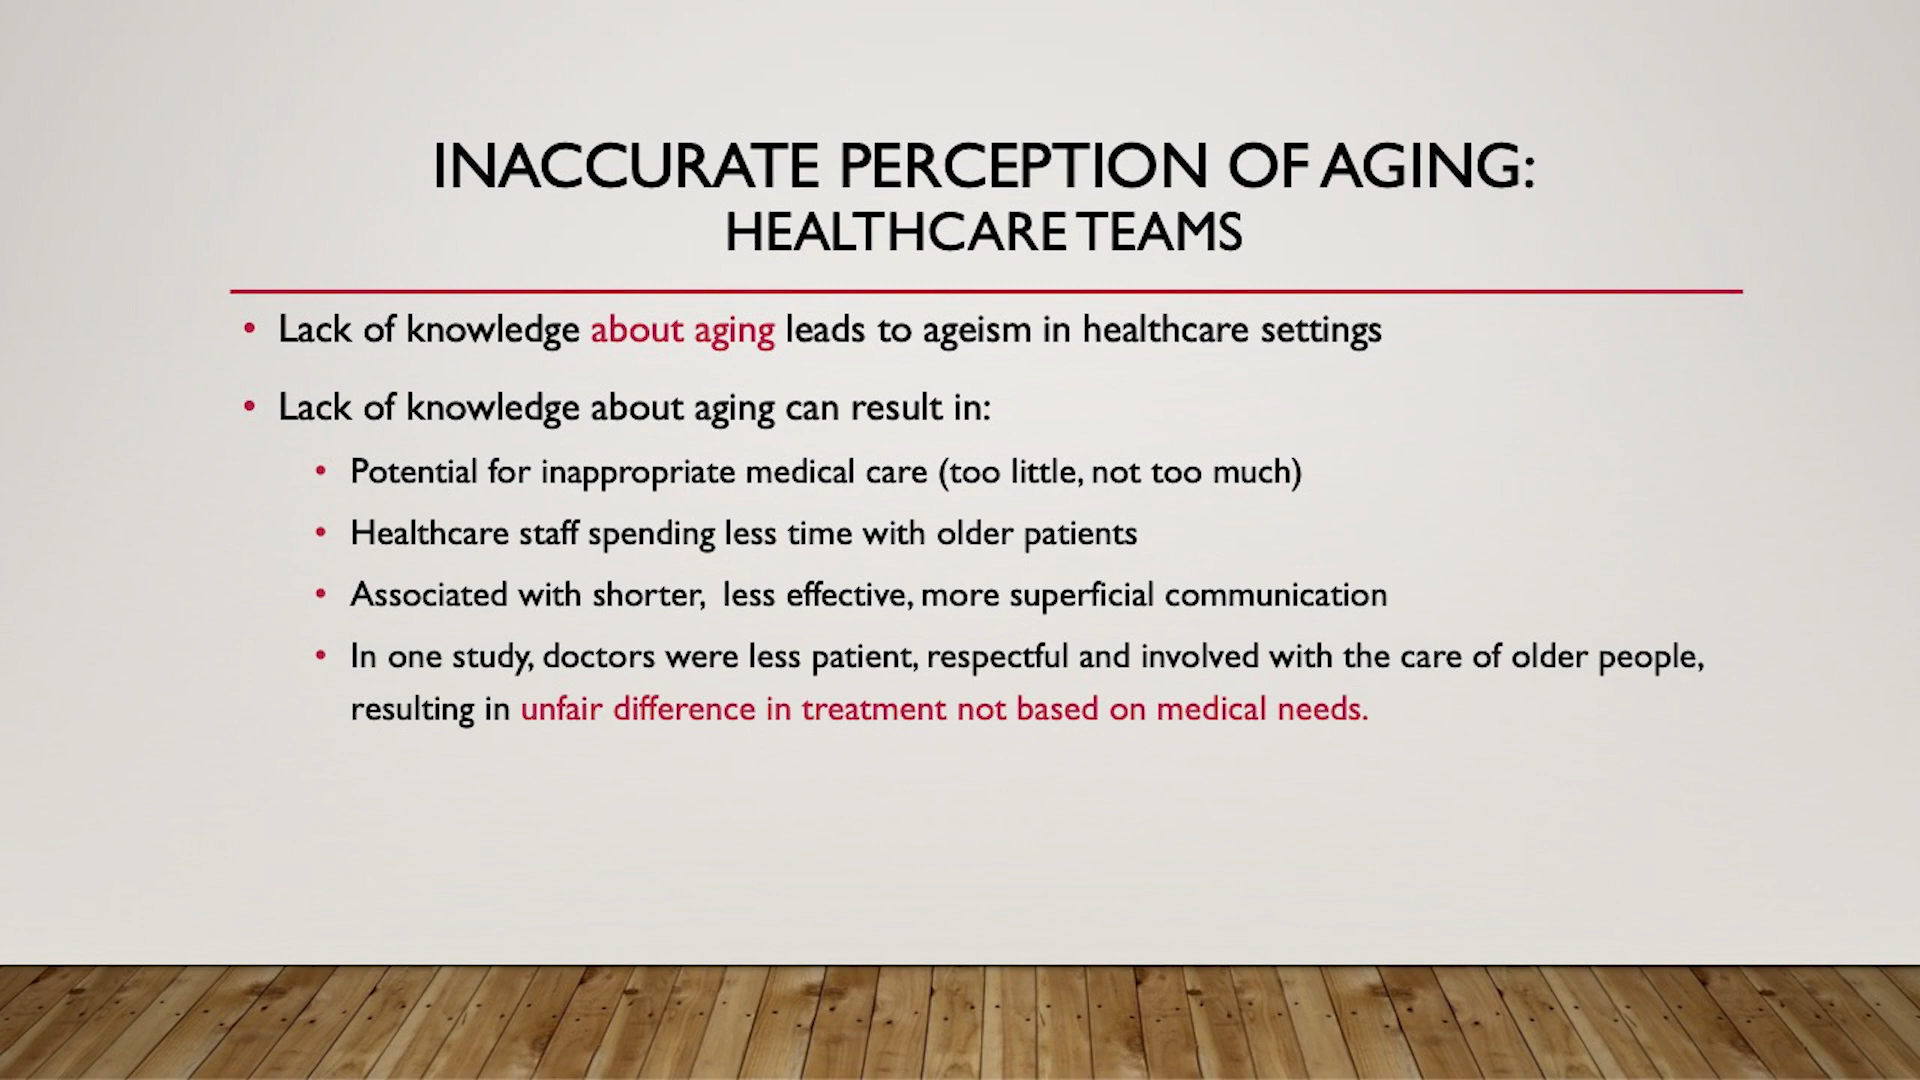 INACCURATE PERCEPTION OF AGING:
HEALTHCARE TEAMS
• Lack of knowledge about aging leads to ageism in healthcare settings
• Lack of knowledge about aging can result in:
• Potential for inappropriate medical care (too little, not too much)
• Healthcare staff spending less time with older patients
• Associated with shorter, less effective, more superficial communication
• In one study, doctors were less patient, respectful and involved with the care of older people,
resulting in unfair difference in treatment not based on medical needs.